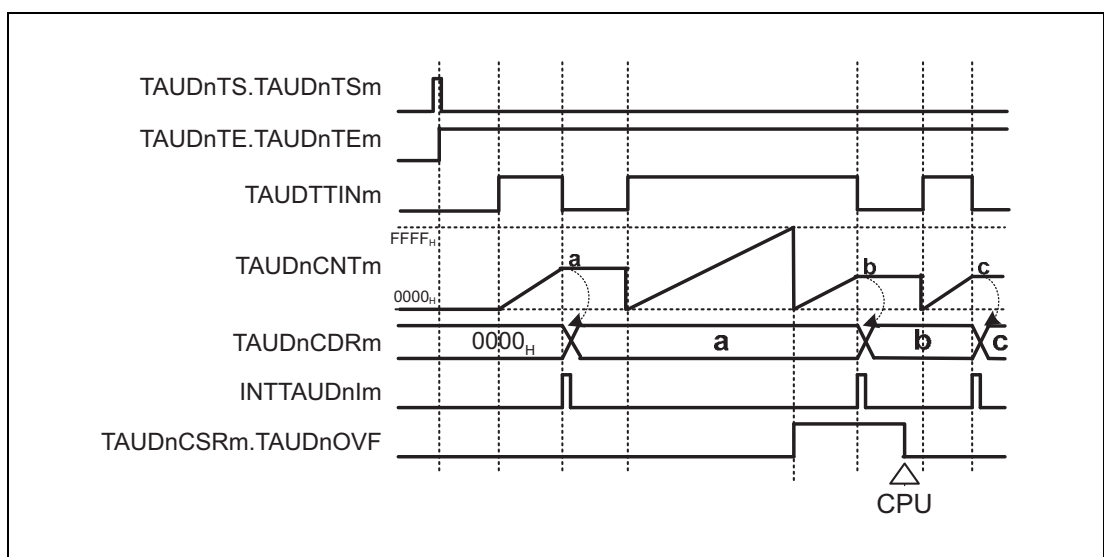 TAUDnTS.TAUDnTSm
TAUDnTE.TAUDnTEm
TAUDTTINm
FFFFH
TAUDnCNTm
a
b
c
0000H
TAUDnCDRm
0000H
a
b
c
INTTAUDnIm
TAUDnCSRm.TAUDnOVF
CPU